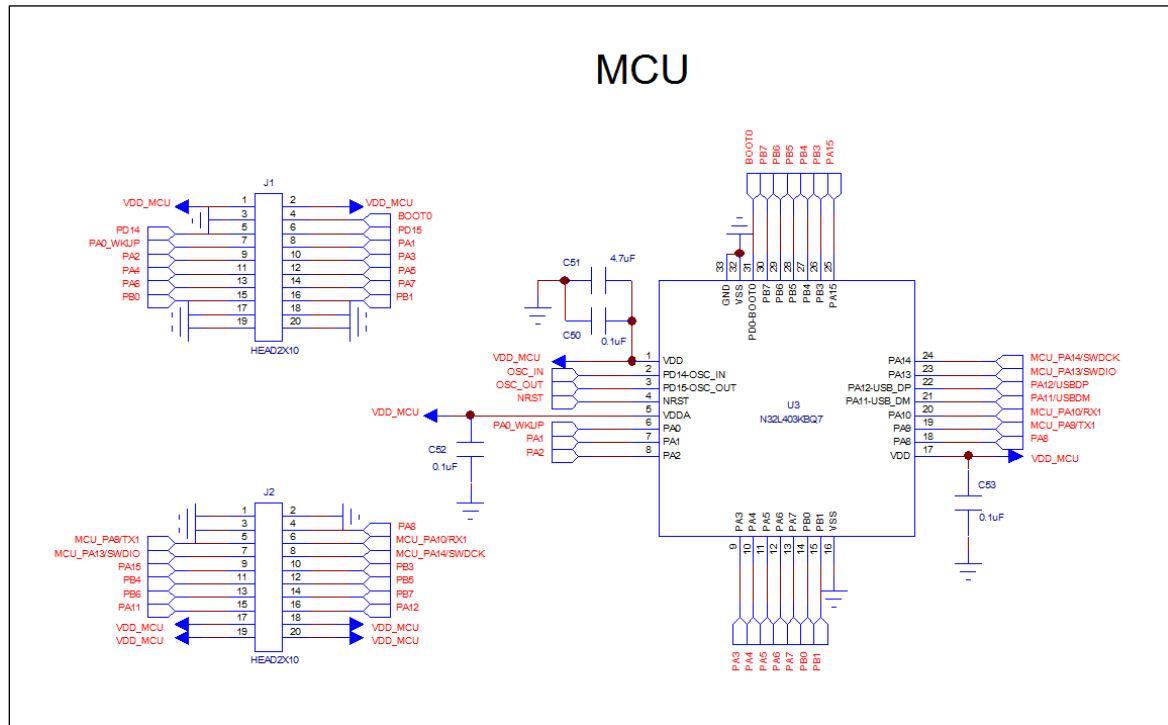 MCU
BOOT0
PB7
PB6
PB5
PB4
PB3
PA15
J1
VDD_MCU 1 2 VDD_MCU
3 4 BOOT0
PD14 5 6 PD15
PA0_WKUP 7 8 PA1
PA2 9 10 PA3
PA4 11 12 PA5
PA6 13 14 PA7
PB0 15 16 PB1
17 18
19 20
HEAD2X10
C51 4.7uF
C50 0.1uF
33 32 31 30 29 28 27 26 25
GND
VSS
PD0-BOOT0
PB7
PB6
PB5
PB4
PB3
PA15
VDD_MCU 1 VDD
OSC_IN 2 PD14-OSC_IN
OSC_OUT 3 PD15-OSC_OUT
NRST 4 NRST
VDD_MCU 5 VDDA
PA0_WKUP 6 PA0
PA1 7 PA1
PA2 8 PA2
C52
0.1uF
U3
N32L403KBQ7
PA14 24 MCU_PA14/SWDCK
PA13 23 MCU_PA13/SWDIO
PA12-USB_DP 22 PA12/USBDP
PA11-USB_DM 21 PA11/USBDM
PA10 20 MCU_PA10/RX1
PA9 19 MCU_PA9/TX1
PA8 18 PA8
VDD 17 VDD_MCU
C53
0.1uF
PA3
PA4
PA5
PA6
PA7
PB0
PB1
VSS
9 10 11 12 13 14 15 16
PA3
PA4
PA5
PA6
PA7
PB0
PB1
J2
1 2
3 4 PA8
MCU_PA9/TX1 5 6 MCU_PA10/RX1
MCU_PA13/SWDIO 7 8 MCU_PA14/SWDCK
PA15 9 10 PB3
PB4 11 12 PB5
PB6 13 14 PB7
PA11 15 16 PA12
VDD_MCU 17 18 VDD_MCU
VDD_MCU 19 20 VDD_MCU
HEAD2X10